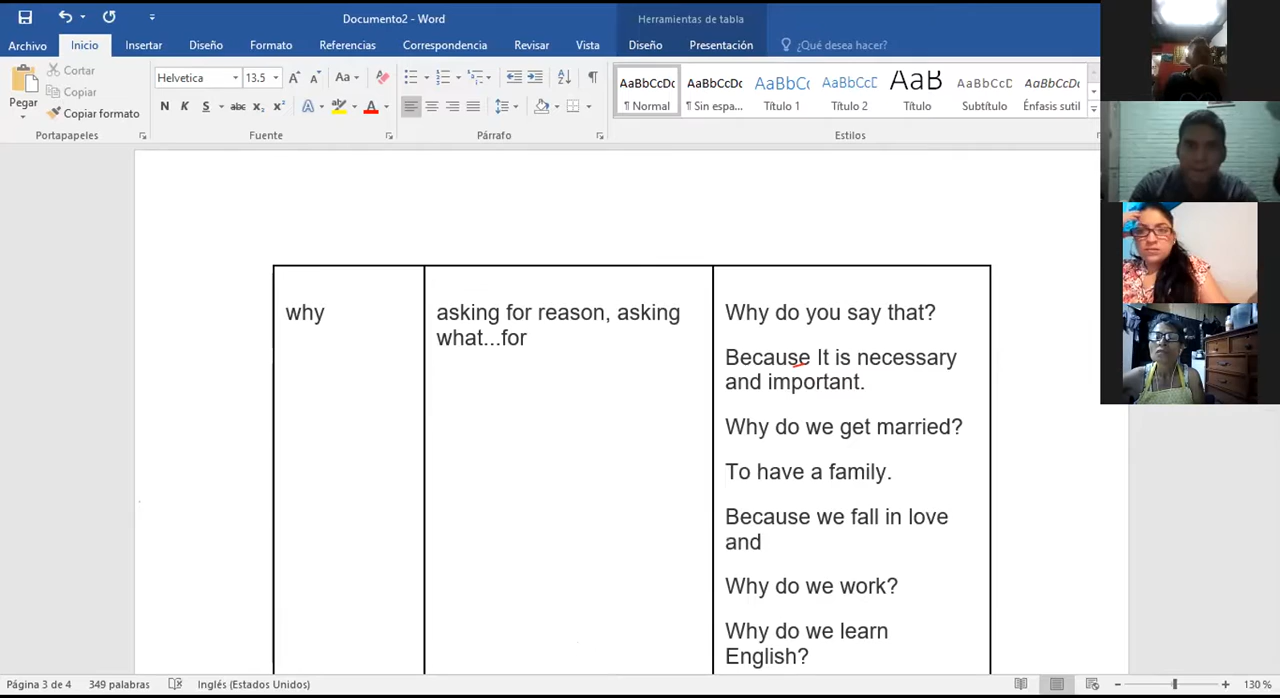 Documento2 - Word
Herramientas de tabla
Archivo Inicio Insertar Diseño Formato Referencias Correspondencia Revisar Vista Diseño Presentación ¿Qué desea hacer?
Pegar
Cortar
Copiar
Copiar formato
Helvetica 13.5
Aa
N K S abc x₂ x² A A
AaBbCcDc AaBbCcDc AaBbCc AaBbCcD AaB AaBbCcD AaBbCcDc
¶ Normal ¶ Sin espa... Título 1 Título 2 Título Subtítulo Énfasis sutil
Portapapeles Fuente Párrafo Estilos
why
asking for reason, asking
what...for
Why do you say that?
Because It is necessary
and important.
Why do we get married?
To have a family.
Because we fall in love
and
Why do we work?
Why do we learn
English?
Página 3 de 4 349 palabras Inglés (Estados Unidos) 130 %